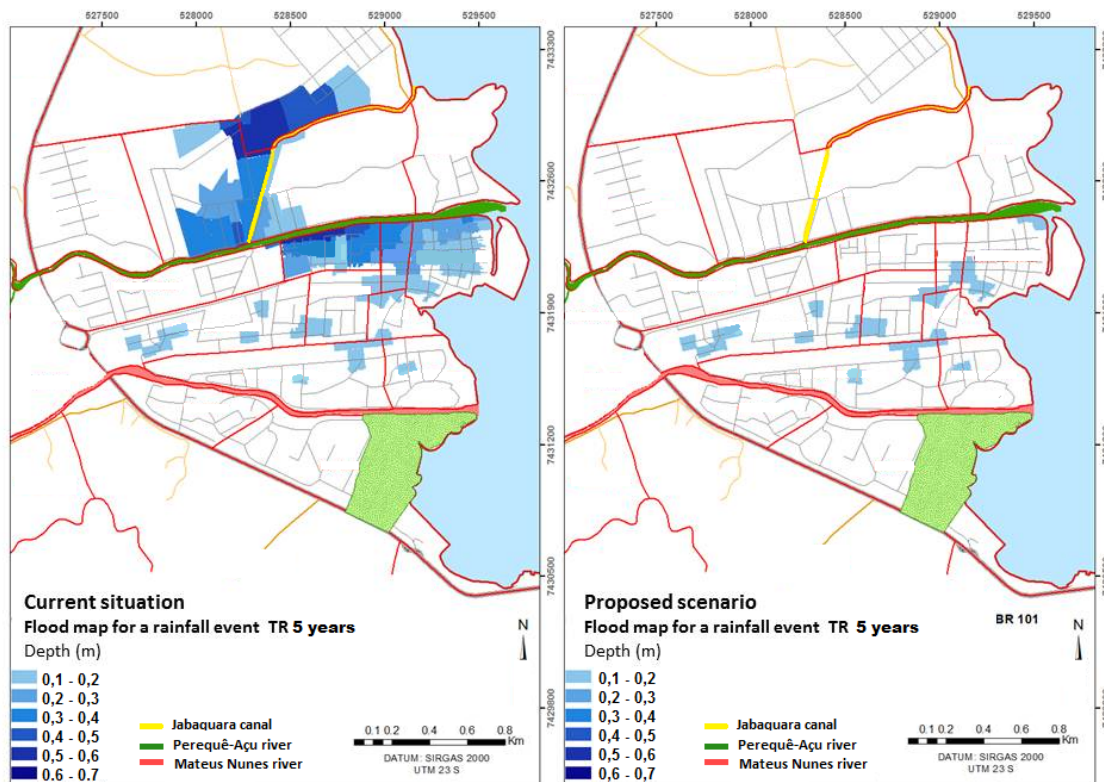 527500 528000 528500 529000 529500
7433300
7432600
7431900
7431200
7430500
7429800
Current situation
Flood map for a rainfall event TR 5 years
Depth (m)
0,1 - 0,2
0,2 - 0,3
0,3 - 0,4
0,4 - 0,5
0,5 - 0,6
0.6 - 0.7
Jabaquara canal
Perequê-Açu river
Mateus Nunes river
N
0.1 0.2 0.4 0.6 0.8
Km
DATUM: SIRGAS 2000
UTM 23 S
527500 528000 528500 529000 529500
Proposed scenario
BR 101
Flood map for a rainfall event TR 5 years
Depth (m)
0,1 - 0,2
0,2 - 0,3
0,3 - 0,4
0,4 - 0,5
0,5 - 0,6
0,6 - 0,7
Jabaquara canal
Perequê-Açu river
Mateus Nunes river
N
0.1 0.2 0.4 0.6 0.8
Km
DATUM: SIRGAS 2000
UTM 23 S